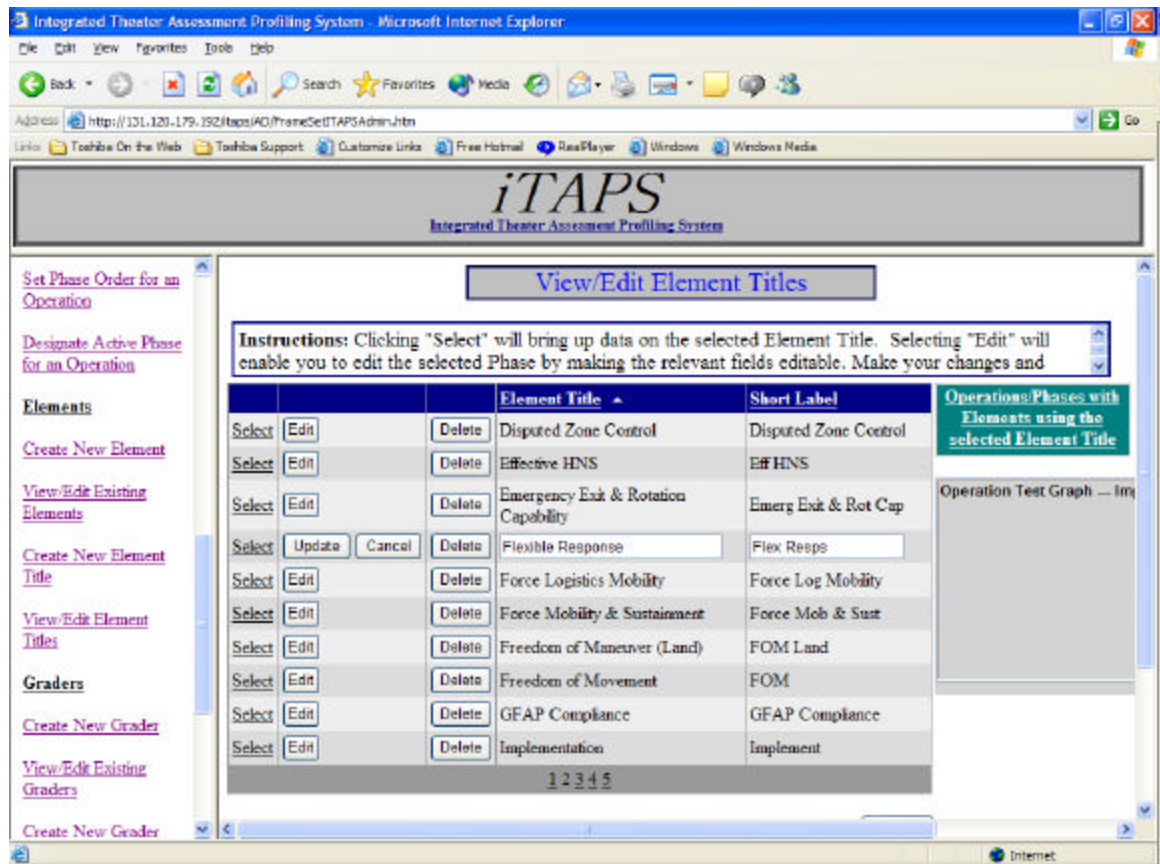 Integrated Theater Assessment Profiling System - Microsoft Internet Explorer
File Edit View Favorites Tools Help
Back Search Favorites Media
Address http://131.120.179.192/itaps/AO/FrameSetITAPSAdmin.htm Go
Links Toshiba On the Web Toshiba Support Customize Links Free Hotmail RealPlayer Windows Windows Media
iTAPS
Integrated Theater Assessment Profiling System
Set Phase Order for an
Operation
Designate Active Phase
for an Operation
Elements
Create New Element
View/Edit Existing
Elements
Create New Element
Title
View/Edit Element
Titles
Graders
Create New Grader
View/Edit Existing
Graders
Create New Grader
View/Edit Element Titles
Instructions: Clicking "Select" will bring up data on the selected Element Title. Selecting "Edit" will
enable you to edit the selected Phase by making the relevant fields editable. Make your changes and
Element Title Short Label
Select Edit Delete Disputed Zone Control Disputed Zone Control
Select Edit Delete Effective HNS Eff HNS
Select Edit Delete Emergency Exit & Rotation
Capability Emerg Exit & Rot Cap
Select Update Cancel Delete Flexible Response Flex Resps
Select Edit Delete Force Logistics Mobility Force Log Mobility
Select Edit Delete Force Mobility & Sustainment Force Mob & Sust
Select Edit Delete Freedom of Maneuver (Land) FOM Land
Select Edit Delete Freedom of Movement FOM
Select Edit Delete GFAP Compliance GFAP Compliance
Select Edit Delete Implementation Implement
1 2 3 4 5
Operations/Phases with
Elements using the
selected Element Title
Operation Test Graph ... Imp
Internet